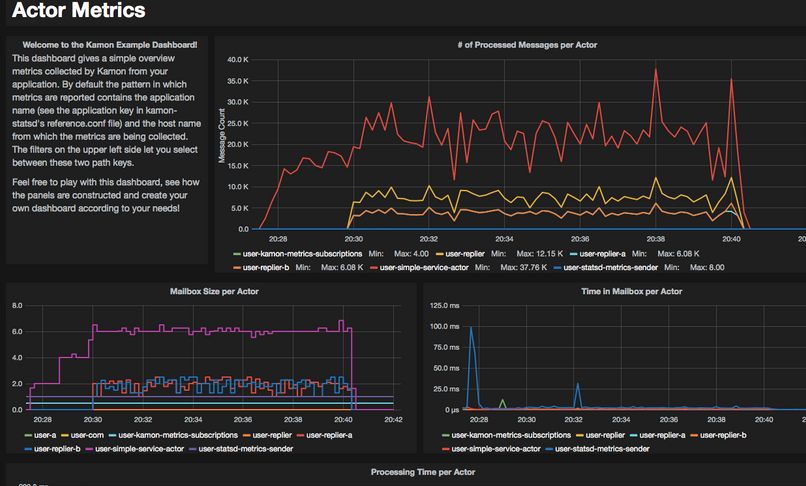 Actor Metrics
Welcome to the Kamon Example Dashboard!
This dashboard gives a simple overview
metrics collected by Kamon from your
application. By default the pattern in which
metrics are reported contains the application
name (see the application key in kamon-
statsd's reference.conf file) and the host name
from which the metrics are being collected.
The filters on the upper left side let you select
between these two path keys.
Feel free to play with this dashboard, see how
the panels are constructed and create your
own dashboard according to your needs!
# of Processed Messages per Actor
Message Count
40.0 K
35.0 K
30.0 K
25.0 K
20.0 K
15.0 K
10.0 K
5.0 K
0.0
20:28 20:30 20:32 20:34 20:36 20:38 20:40 20
user-kamon-metrics-subscriptions Min: Max: 4.00 user-replier Min: Max: 12.15 K user-replier-a Min: Max: 6.08 K
user-replier-b Min: Max: 6.08 K user-simple-service-actor Min: Max: 37.76 K user-statsd-metrics-sender Min: Max: 8.00
Mailbox Size per Actor
8.0
6.0
4.0
2.0
0.0
20:28 20:30 20:32 20:34 20:36 20:38 20:40 20:42
user-a user-com user-kamon-metrics-subscriptions user-replier user-replier-a
user-replier-b user-simple-service-actor user-statsd-metrics-sender
Time in Mailbox per Actor
125.0 ms
100.0 ms
75.0 ms
50.0 ms
25.0 ms
0 µs
20:28 20:30 20:32 20:34 20:36 20:38 20:40
user-kamon-metrics-subscriptions user-replier user-replier-a user-replier-b
user-simple-service-actor user-statsd-metrics-sender
Processing Time per Actor